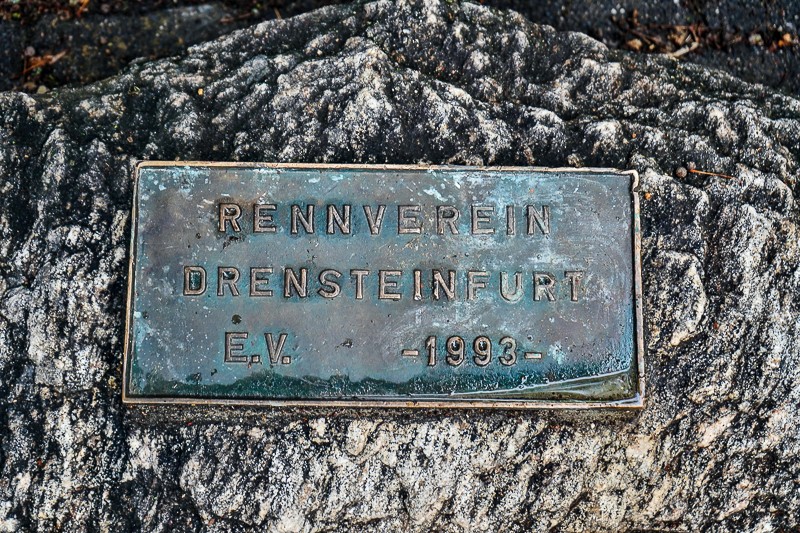 RENNVEREIN
DRENSTEINFURT
E.V. -1993-